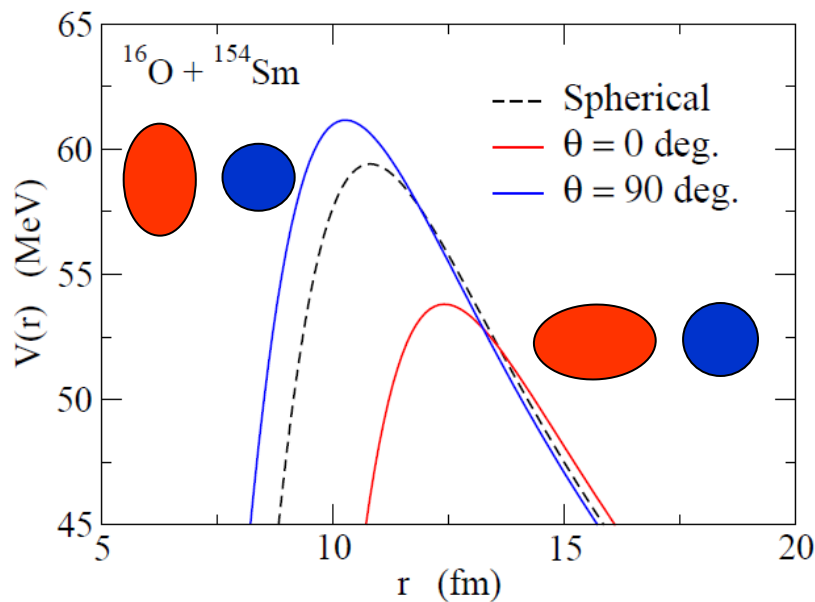 65
60
55
50
45
V(r) (MeV)
¹⁶O + ¹⁵⁴Sm
Spherical
θ = 0 deg.
θ = 90 deg.
5 10 15 20
r (fm)